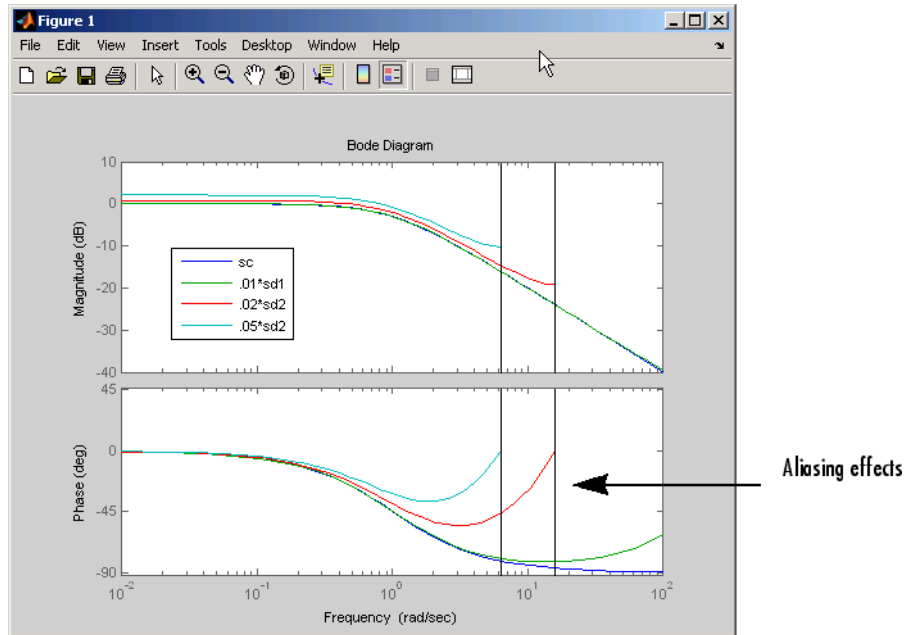 Figure 1
File Edit View Insert Tools Desktop Window Help
Bode Diagram
Magnitude (dB)
10
0
-10
-20
-30
-40
sc
.01*sd1
.02*sd2
.05*sd2
Phase (deg)
45
0
-45
-90
10^-2 10^-1 10^0 10^1 10^2
Frequency (rad/sec)
Aliasing effects